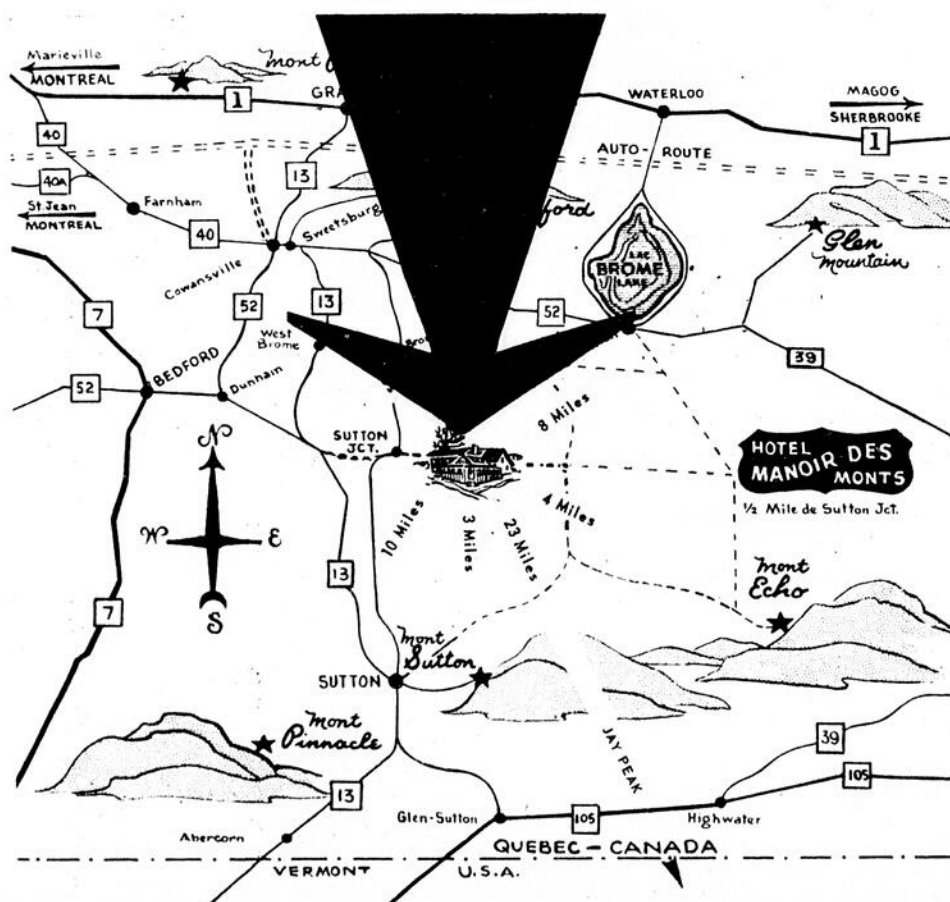 Marieville
MONTREAL
Mont
1
GRA
WATERLOO
MAGOG
SHERBROOKE
1
40
AUTO-ROUTE
40A
13
St. Jean
MONTREAL
Farnham
40
Sweetsburg
ford
LAC
BROME
LAKE
Glen
Mountain
Cowansville
7
52
13
52
39
West
Brome
Bro
52
BEDFORD
Dunham
8 Miles
SUTTON
JCT.
HOTEL
MANOIR DES
MONTS
1/2 Mile de Sutton Jct.
N
W
E
S
10 Miles
3
Miles
23
Miles
4 Miles
13
7
Mont
Echo
Mont
Sutton
SUTTON
Mont
Pinnacle
JAY PEAK
39
13
105
Glen-Sutton
105
Highwater
Abercorn
QUEBEC-CANADA
VERMONT U.S.A.